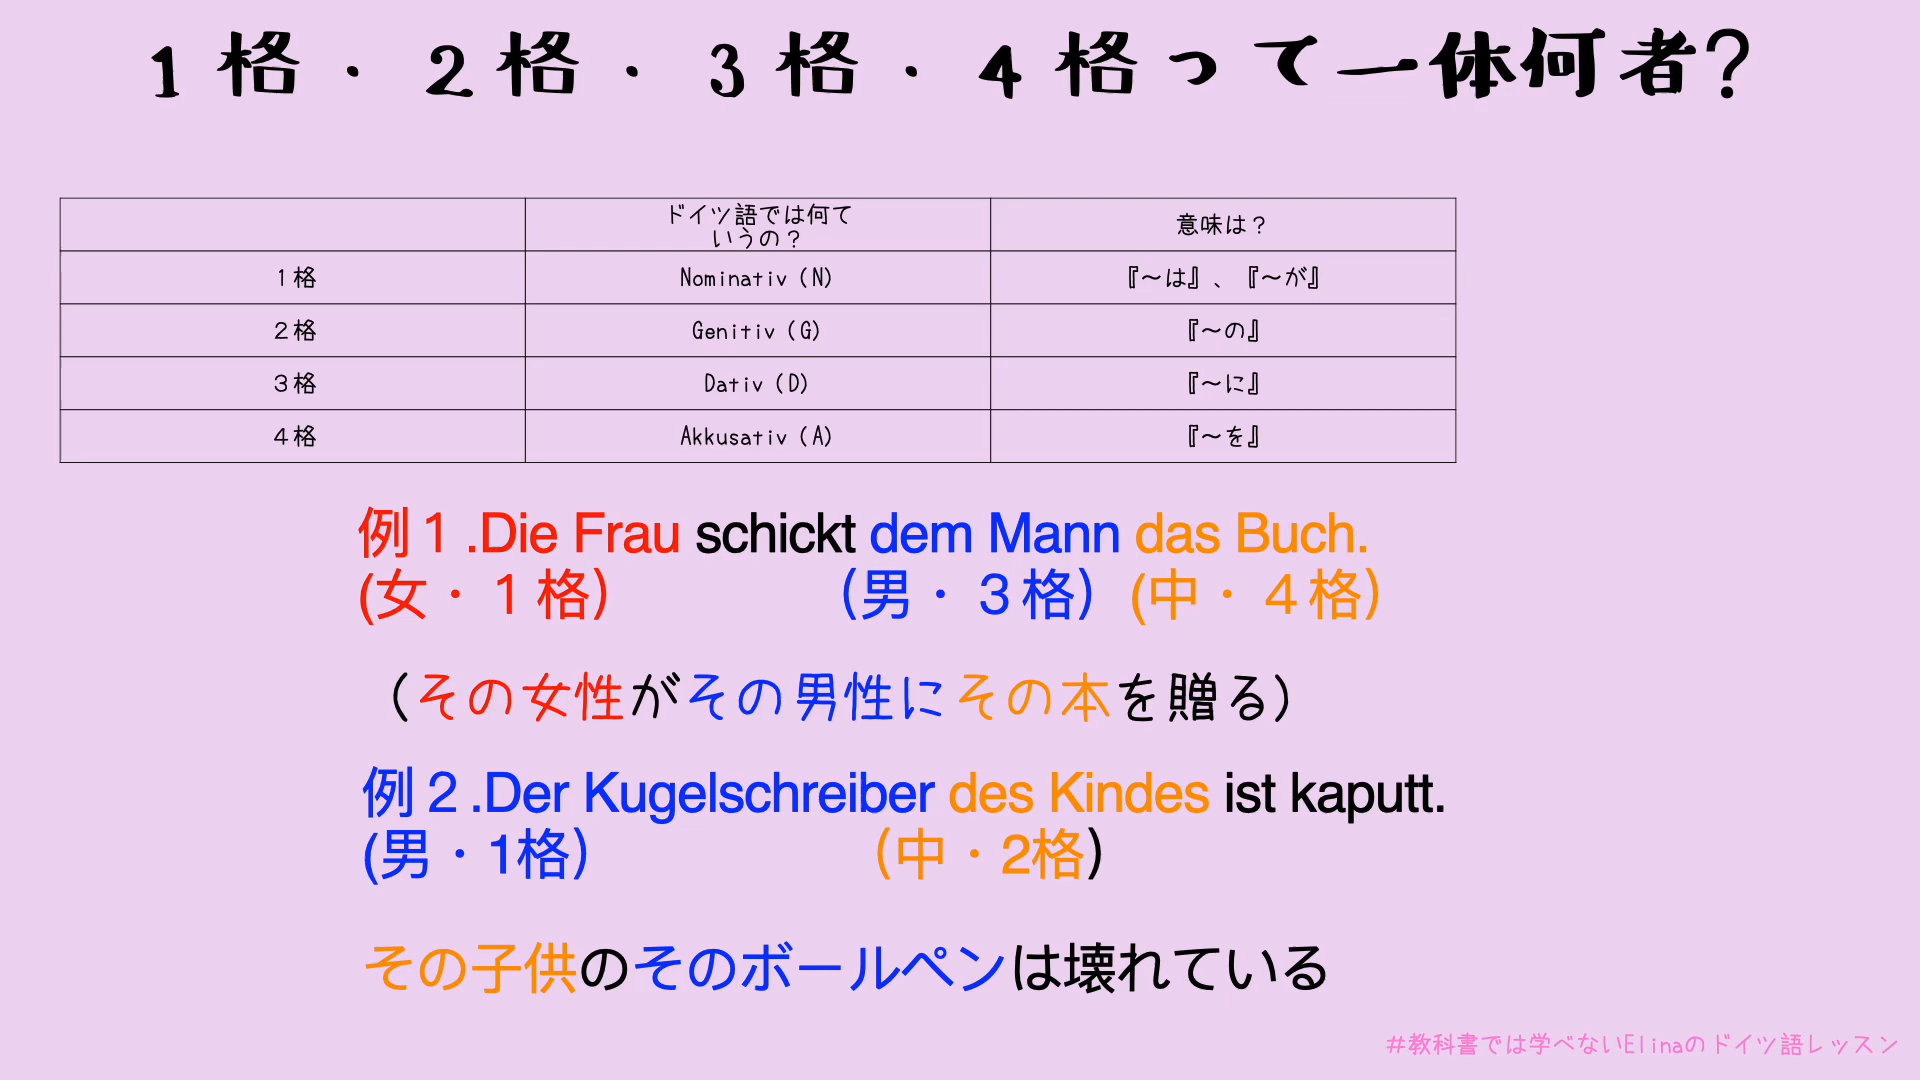 １格・２格・３格・４格って一体何者?
ドイツ語では何て
いうの？
意味は？
１格
Nominativ（N）
『〜は』、『〜が』
２格
Genitiv（G）
『〜の』
３格
Dativ（D）
『〜に』
４格
Akkusativ（A）
『〜を』
例１.Die Frau schickt dem Mann das Buch.
(女・１格）（男・３格）(中・４格）
（その女性がその男性にその本を贈る）
例２.Der Kugelschreiber des Kindes ist kaputt.
(男・1格）（中・2格）
その子供のそのボールペンは壊れている
＃教科書では学べないElinaのドイツ語レッスン